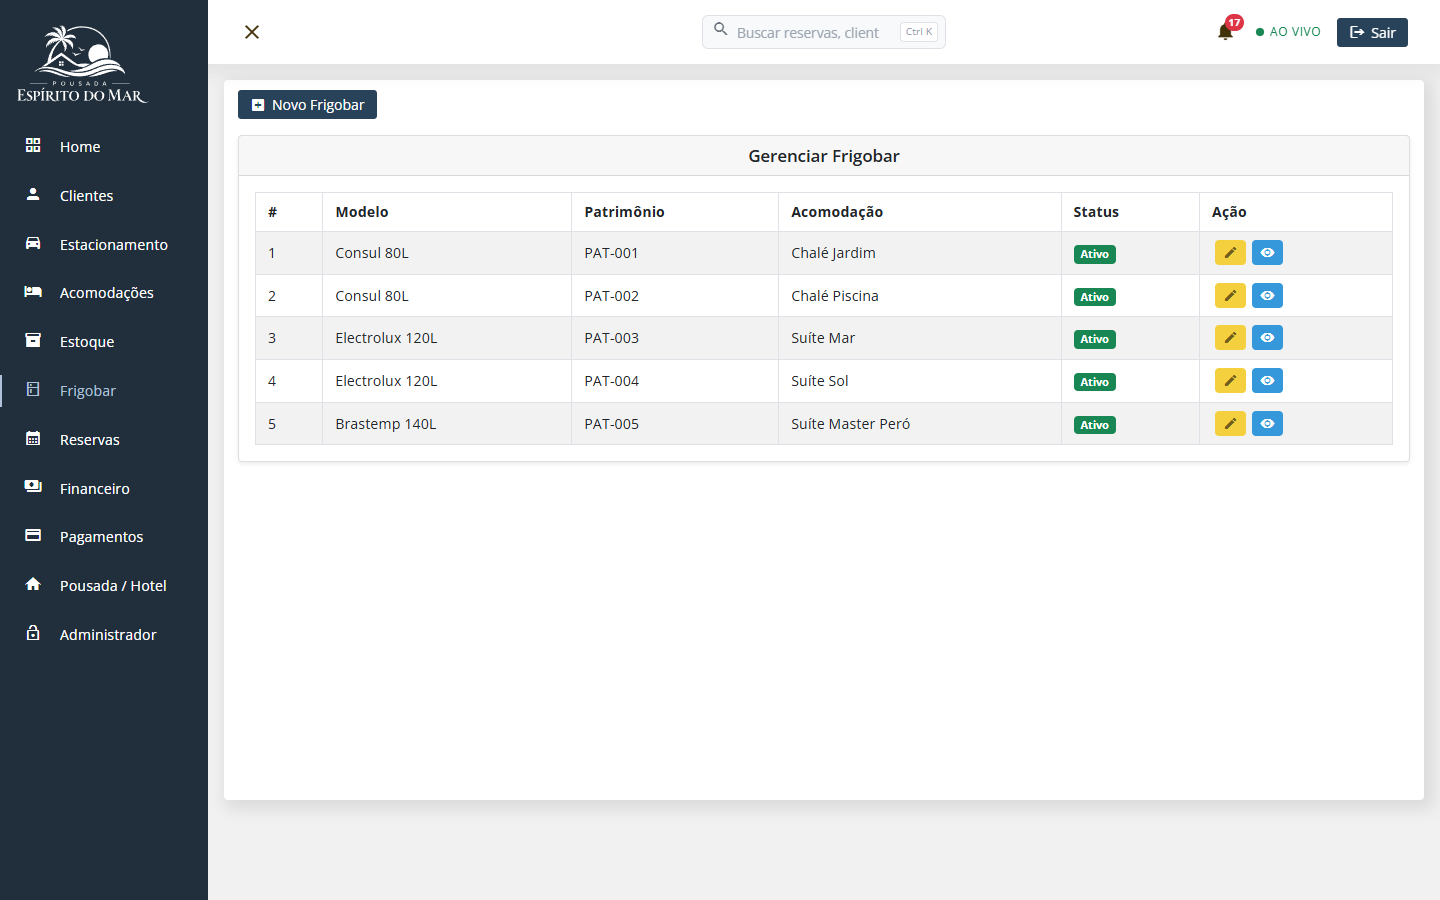 POUSADA
ESPÍRITO DO MAR
Home
Clientes
Estacionamento
Acomodações
Estoque
Frigobar
Reservas
Financeiro
Pagamentos
Pousada / Hotel
Administrador
Buscar reservas, client
Ctrl K
17
AO VIVO
Sair
Novo Frigobar
Gerenciar Frigobar
# Modelo Patrimônio Acomodação Status Ação
1 Consul 80L PAT-001 Chalé Jardim Ativo
2 Consul 80L PAT-002 Chalé Piscina Ativo
3 Electrolux 120L PAT-003 Suíte Mar Ativo
4 Electrolux 120L PAT-004 Suíte Sol Ativo
5 Brastemp 140L PAT-005 Suíte Master Peró Ativo